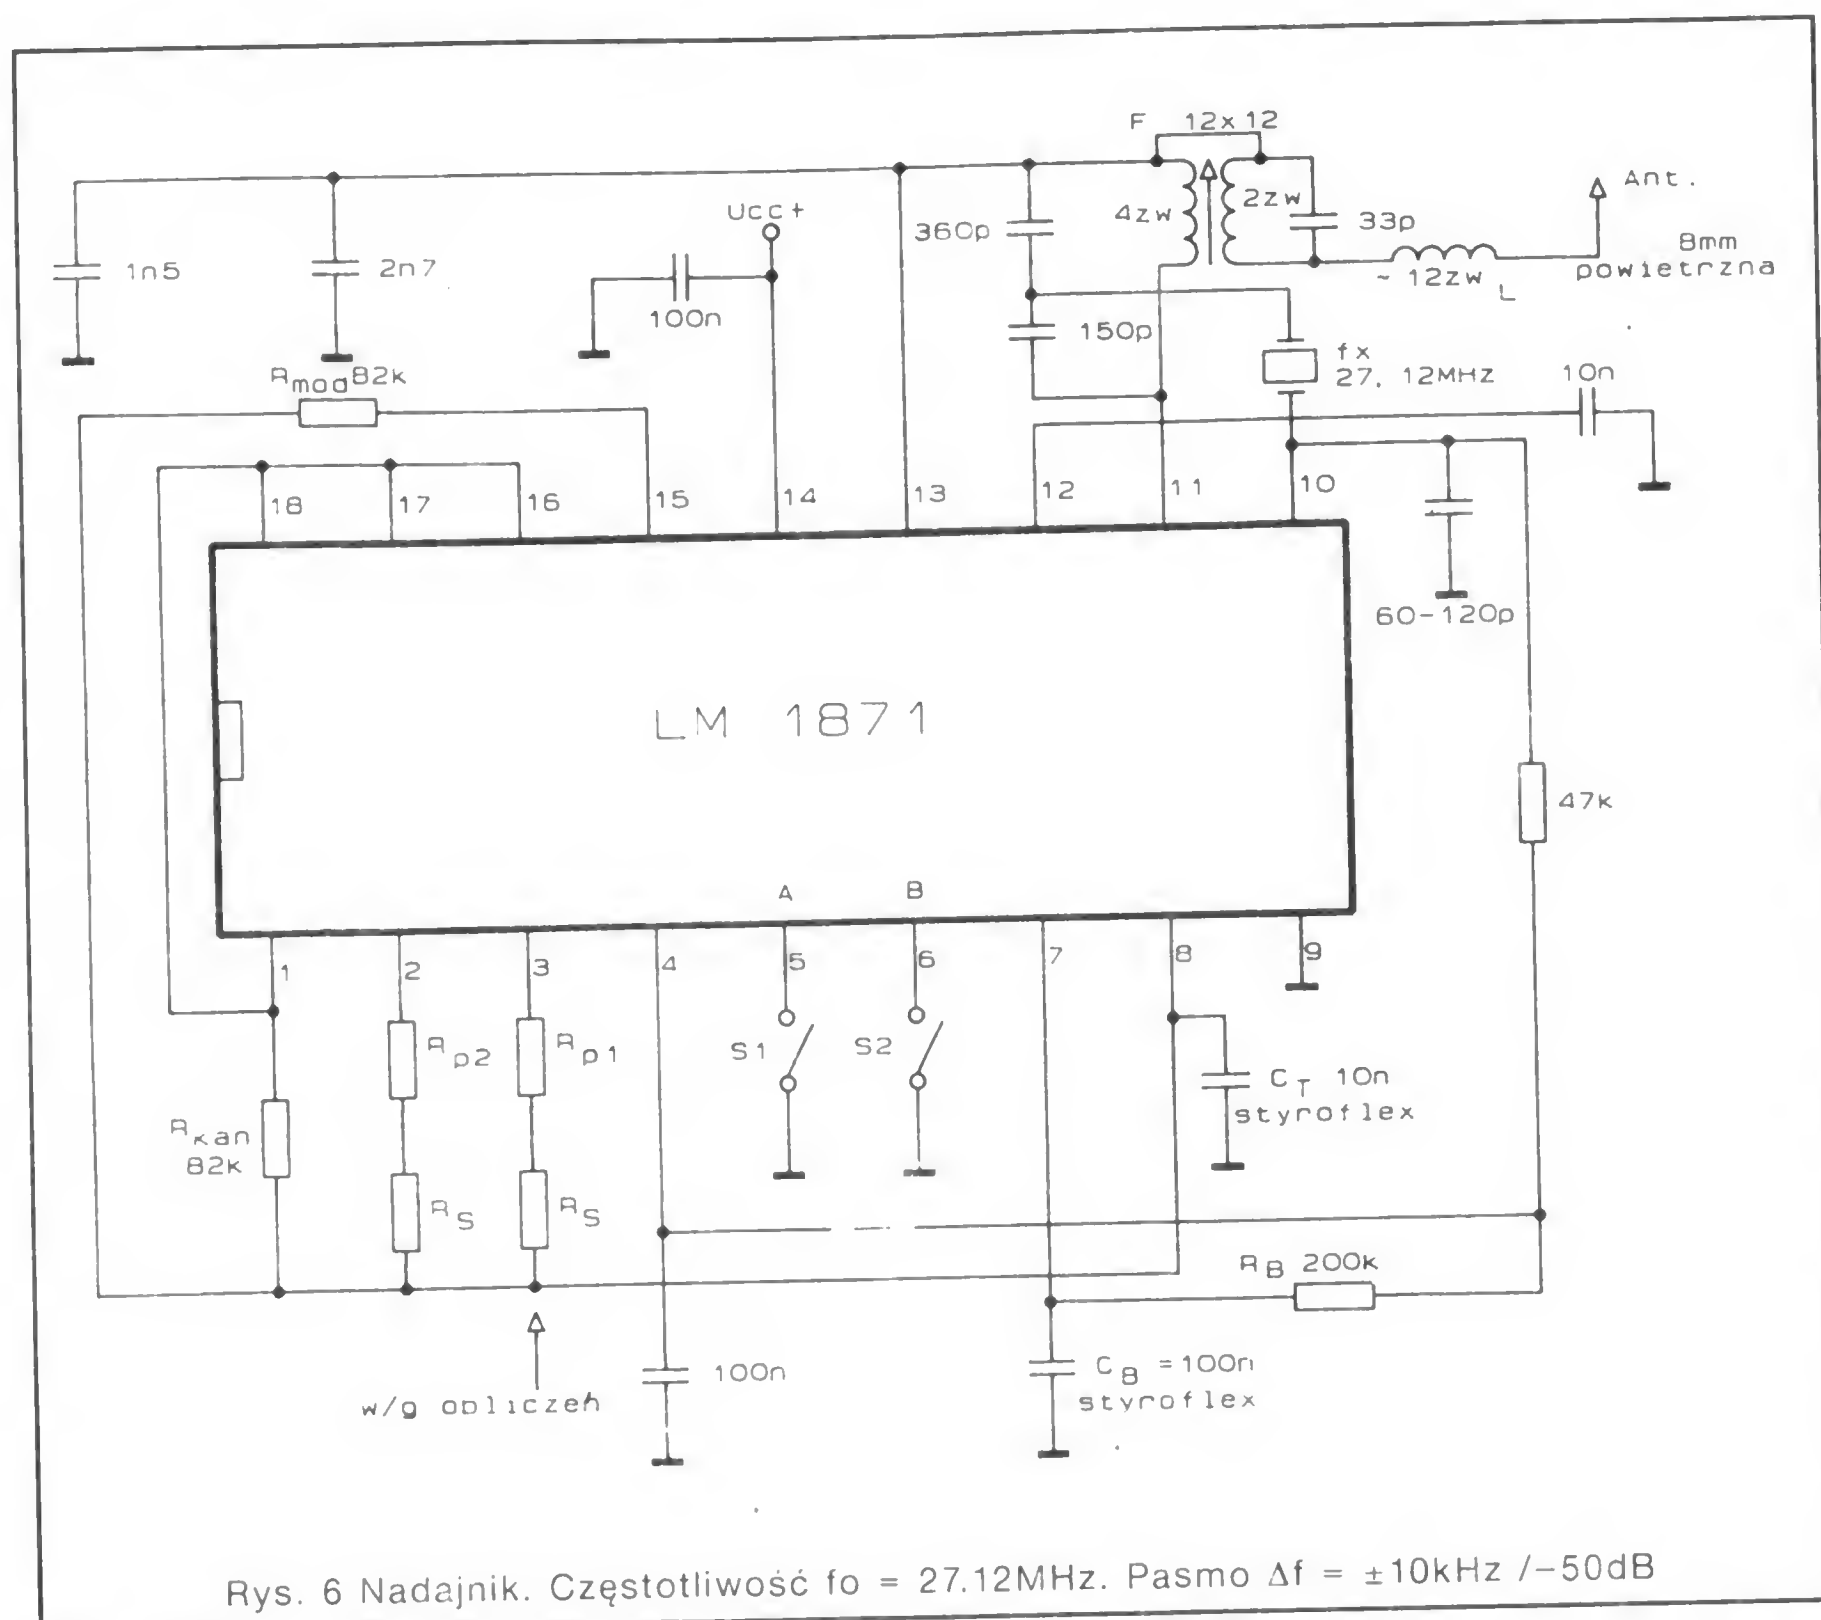 F 12x12
Ant.
Ucc+
4zw
2zw
33p
360p
8mm
powietrzna
1n5
2n7
~ 12zw L
100n
150p
fx
27. 12MHz
10n
Rmod 82k
18
17
16
15
14
13
12
11
10
60-120p
LM 1871
47k
A
B
1
2
3
4
5
6
7
8
9
Rp2
Rp1
S1
S2
CT 10n
styroflex
Rkan
82k
RS
RS
RB 200k
100n
CB =100n
styroflex
w/g obliczeń
Rys. 6 Nadajnik. Częstotliwość fo = 27.12MHz. Pasmo Δf = ±10kHz /-50dB